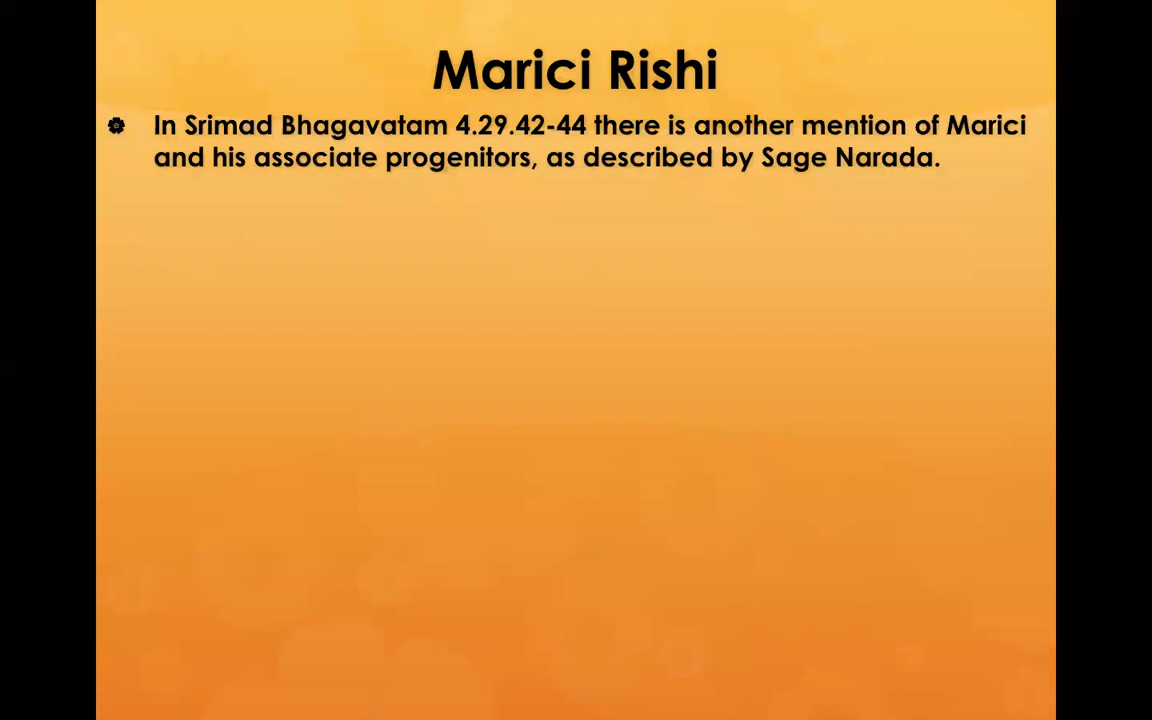 Marici Rishi
In Srimad Bhagavatam 4.29.42-44 there is another mention of Marici
and his associate progenitors, as described by Sage Narada.